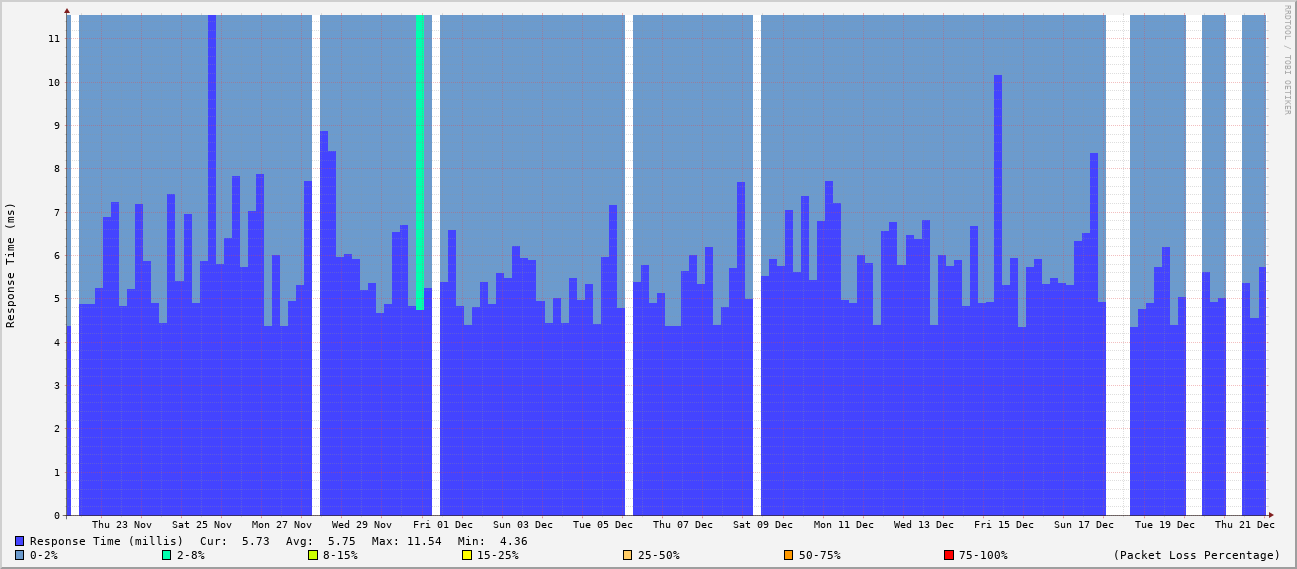 RRDTOOL / TOBI OETIKER
Response Time (ms)
11
10
9
8
7
6
5
4
3
2
1
0
Thu 23 Nov Sat 25 Nov Mon 27 Nov Wed 29 Nov Fri 01 Dec Sun 03 Dec Tue 05 Dec Thu 07 Dec Sat 09 Dec Mon 11 Dec Wed 13 Dec Fri 15 Dec Sun 17 Dec Tue 19 Dec Thu 21 Dec
Response Time (millis) Cur: 5.73 Avg: 5.75 Max: 11.54 Min: 4.36
0-2% 2-8% 8-15% 15-25% 25-50% 50-75% 75-100% (Packet Loss Percentage)